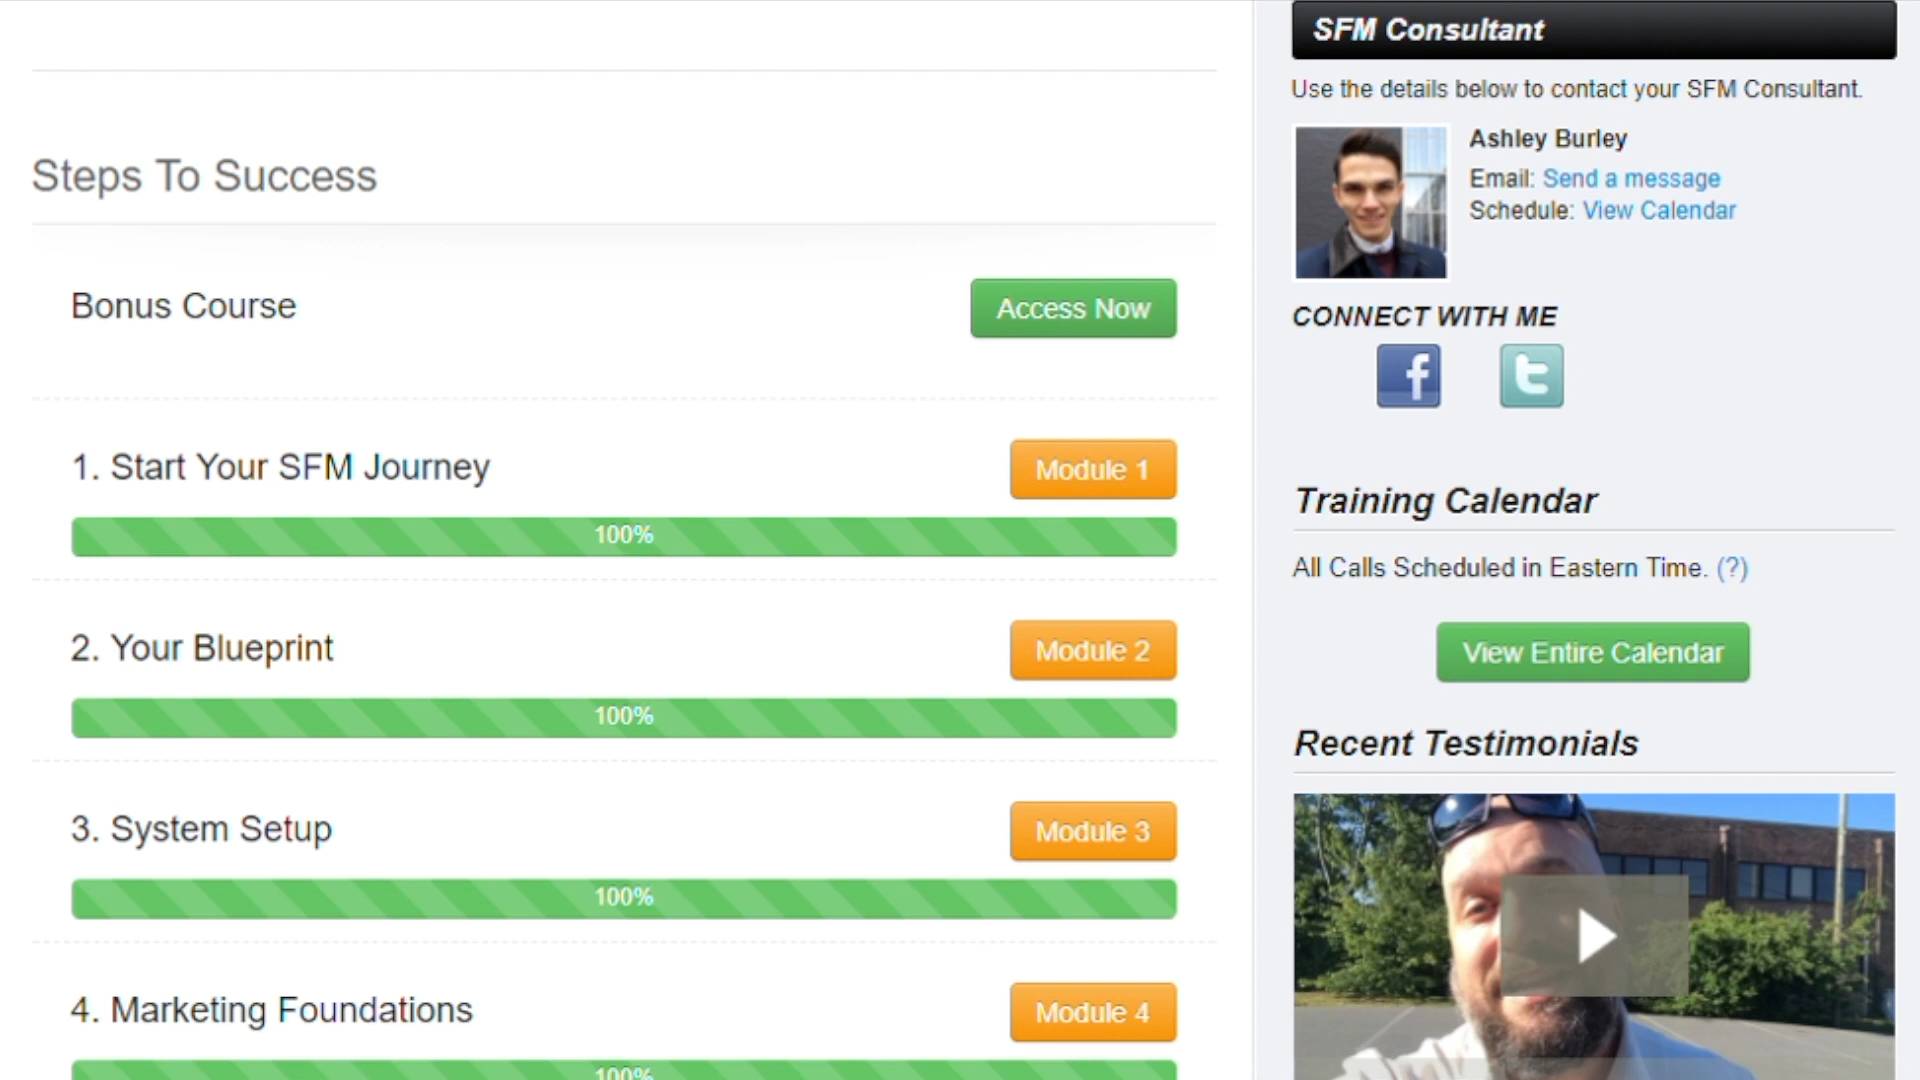 Steps To Success
Bonus Course
Access Now
1. Start Your SFM Journey
Module 1
100%
2. Your Blueprint
Module 2
100%
3. System Setup
Module 3
100%
4. Marketing Foundations
Module 4
100%
SFM Consultant
Use the details below to contact your SFM Consultant.
Ashley Burley
Email: Send a message
Schedule: View Calendar
CONNECT WITH ME
f t
Training Calendar
All Calls Scheduled in Eastern Time. (?)
View Entire Calendar
Recent Testimonials